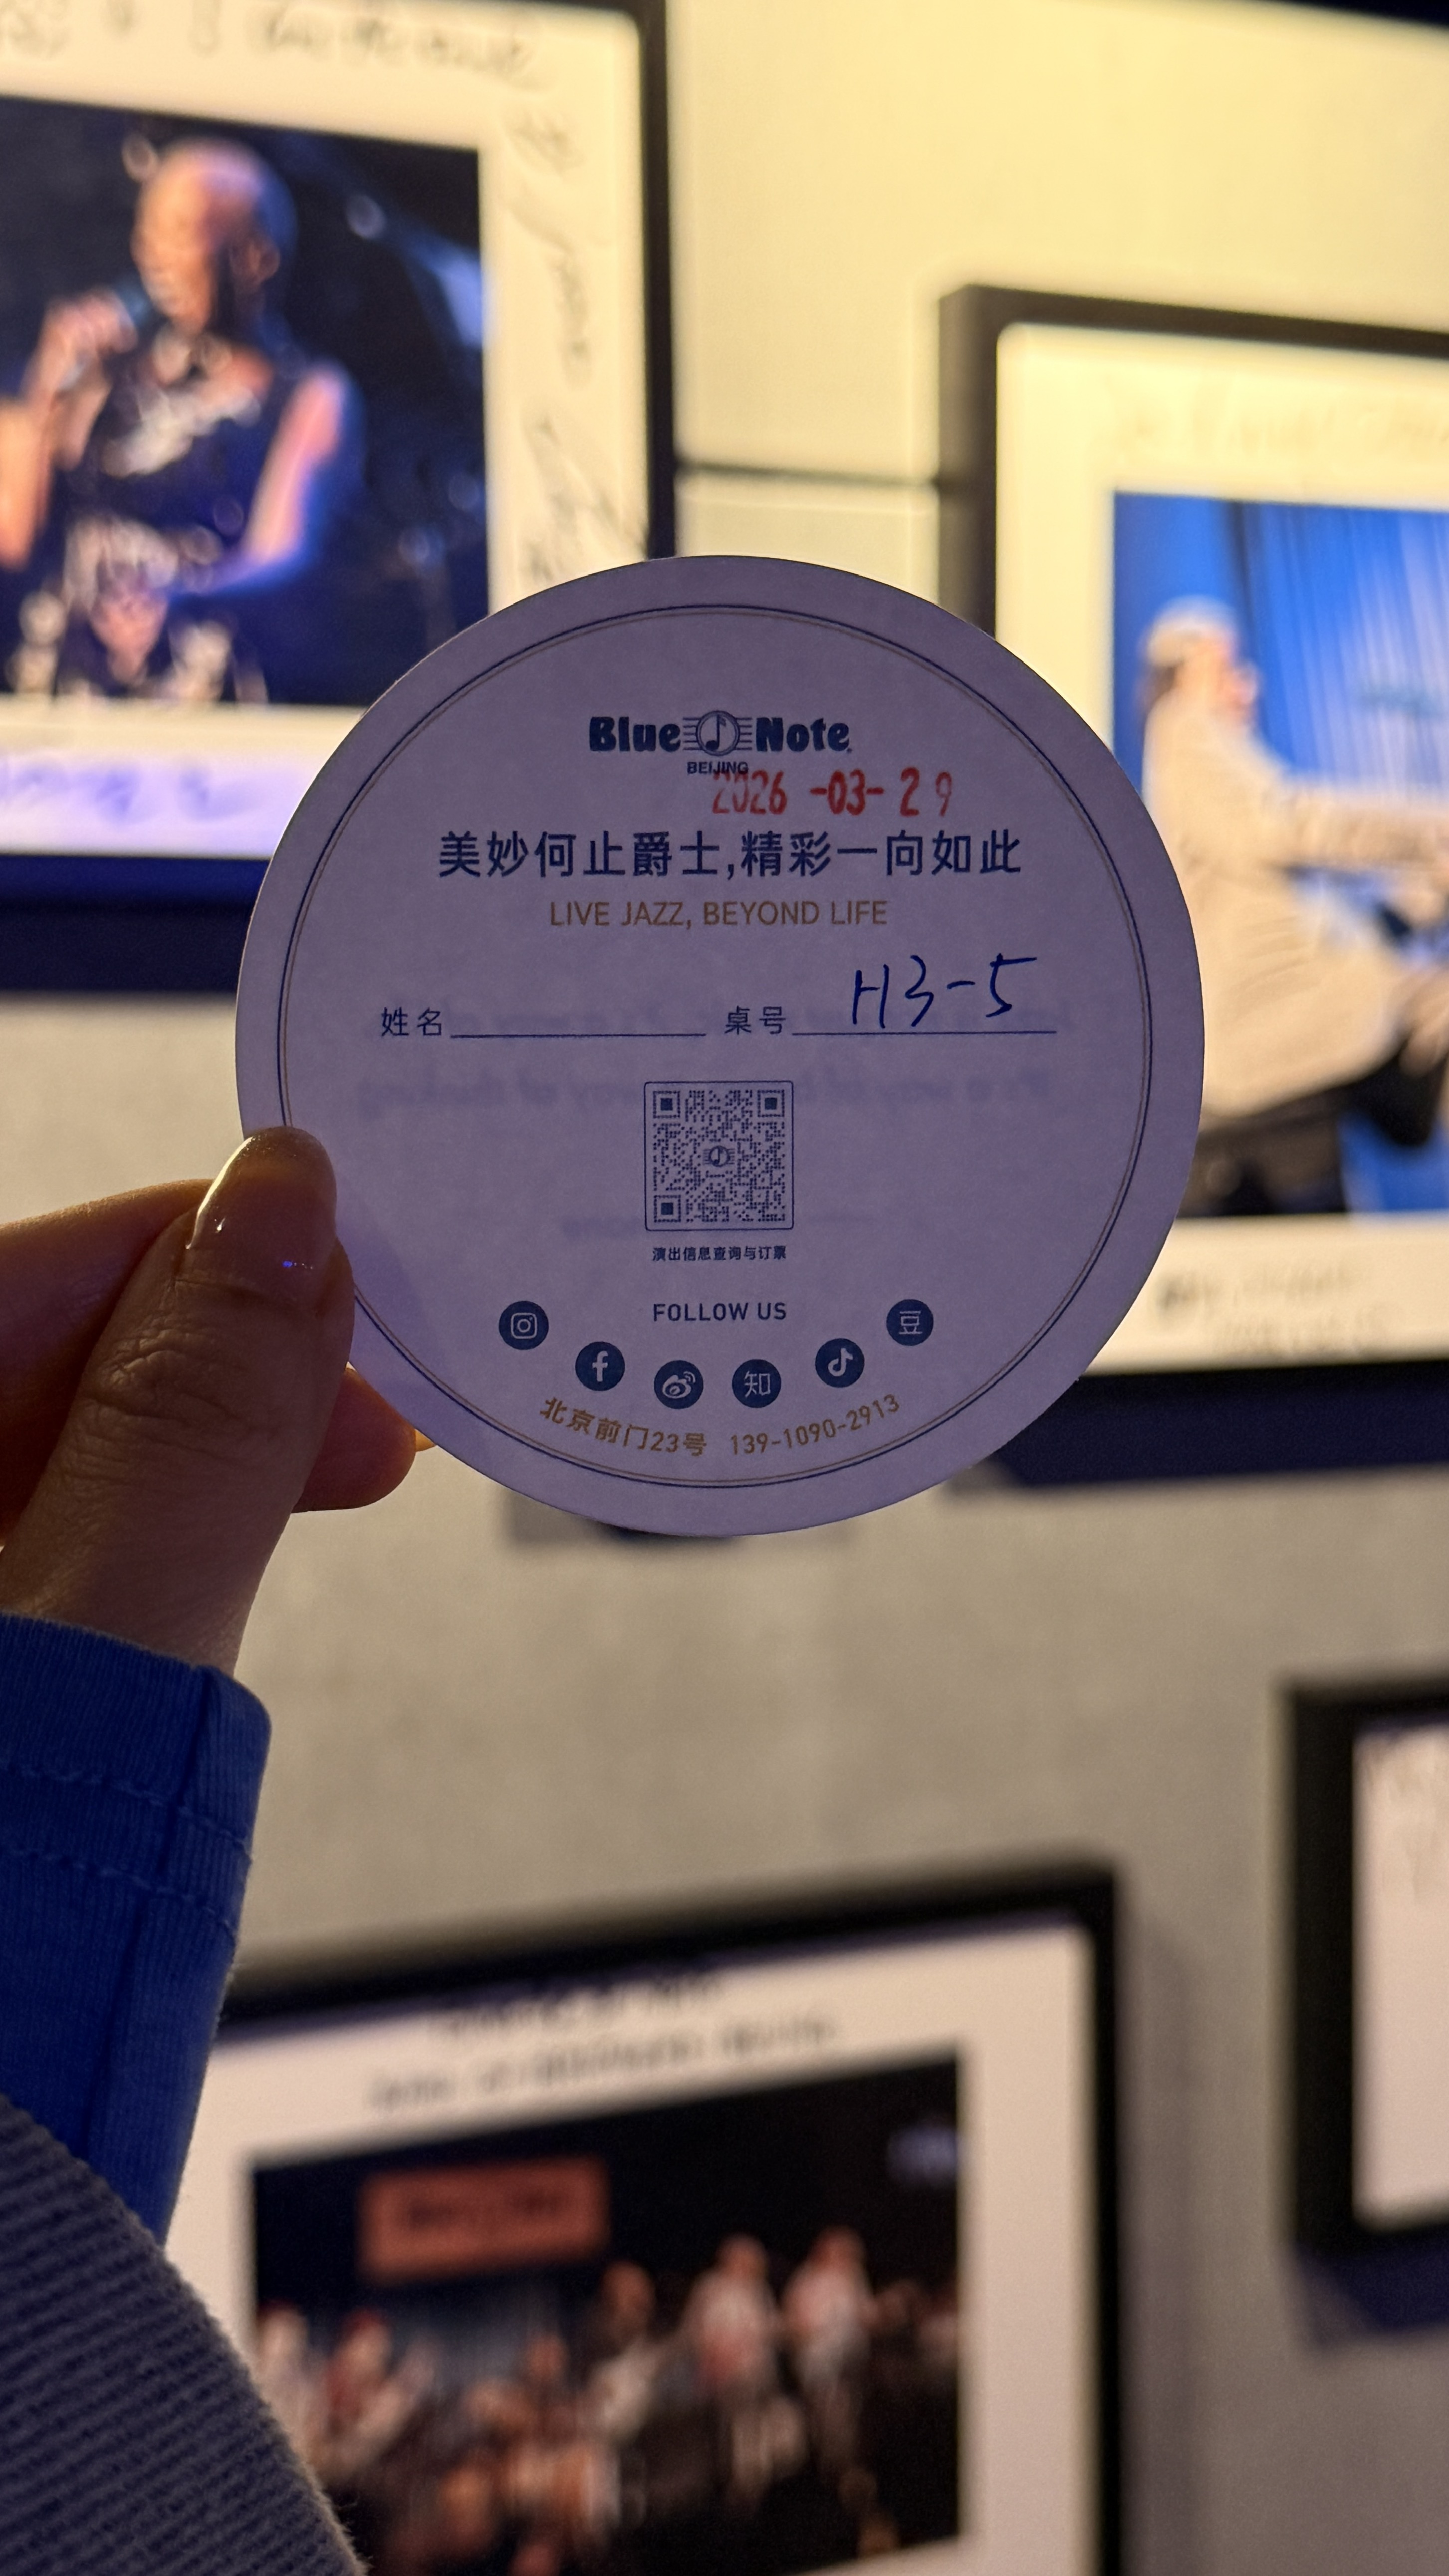 Blue Note
BEIJING
2026 -03- 29
美妙何止爵士,精彩一向如此
LIVE JAZZ, BEYOND LIFE
姓名 桌号 H3-5
演出信息查询与订票
FOLLOW US
知 豆
北京前门23号 139-1090-2913